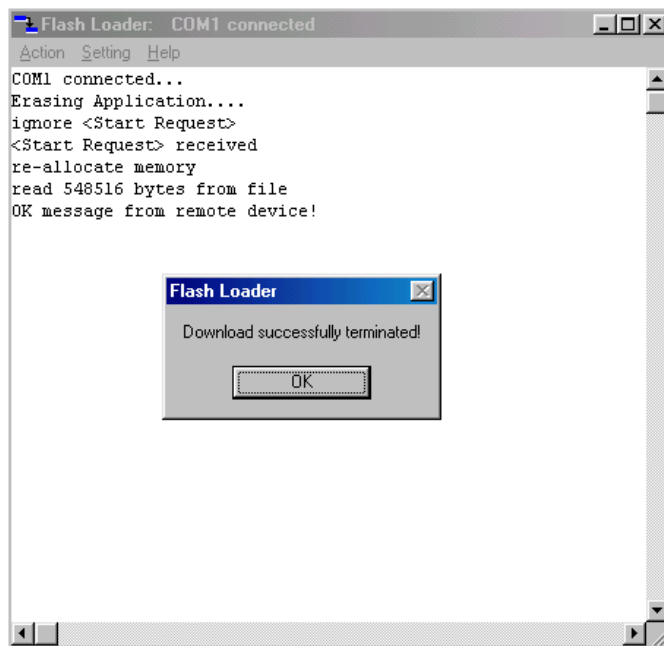 Flash Loader: COM1 connected
Action Setting Help
COM1 connected...
Erasing Application....
ignore <Start Request>
<Start Request> received
re-allocate memory
read 548516 bytes from file
OK message from remote device!
Flash Loader
Download successfully terminated!
OK